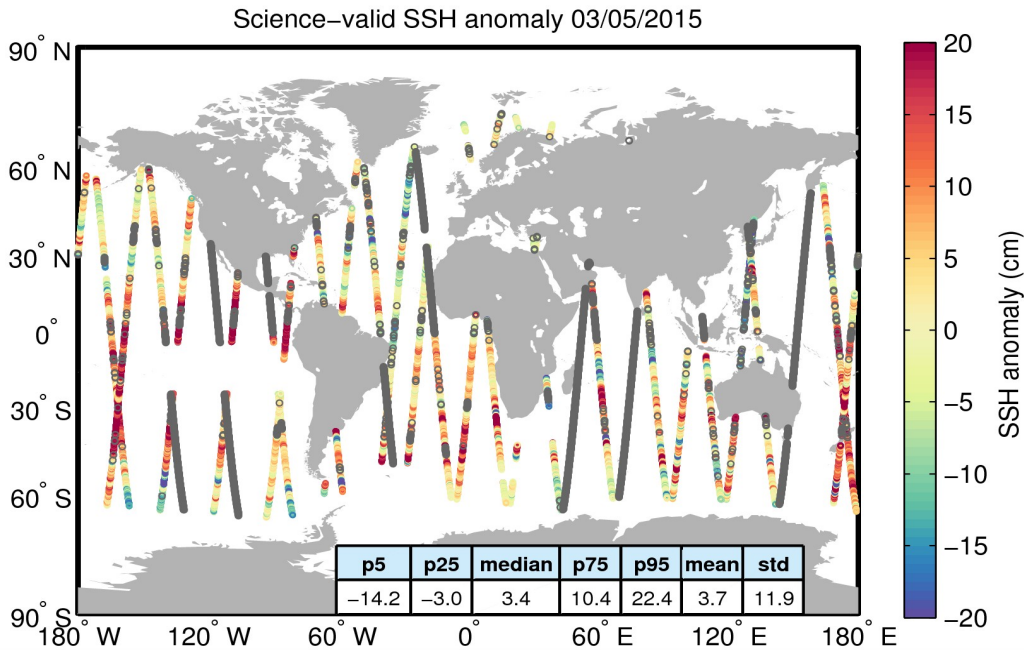 Science−valid SSH anomaly 03/05/2015
90° N
60° N
30° N
0°
30° S
60° S
90° S
180° W 120° W 60° W 0° 60° E 120° E 180° E
p5 p25 median p75 p95 mean std
−14.2 −3.0 3.4 10.4 22.4 3.7 11.9
20
15
10
5
0
−5
−10
−15
−20
SSH anomaly (cm)